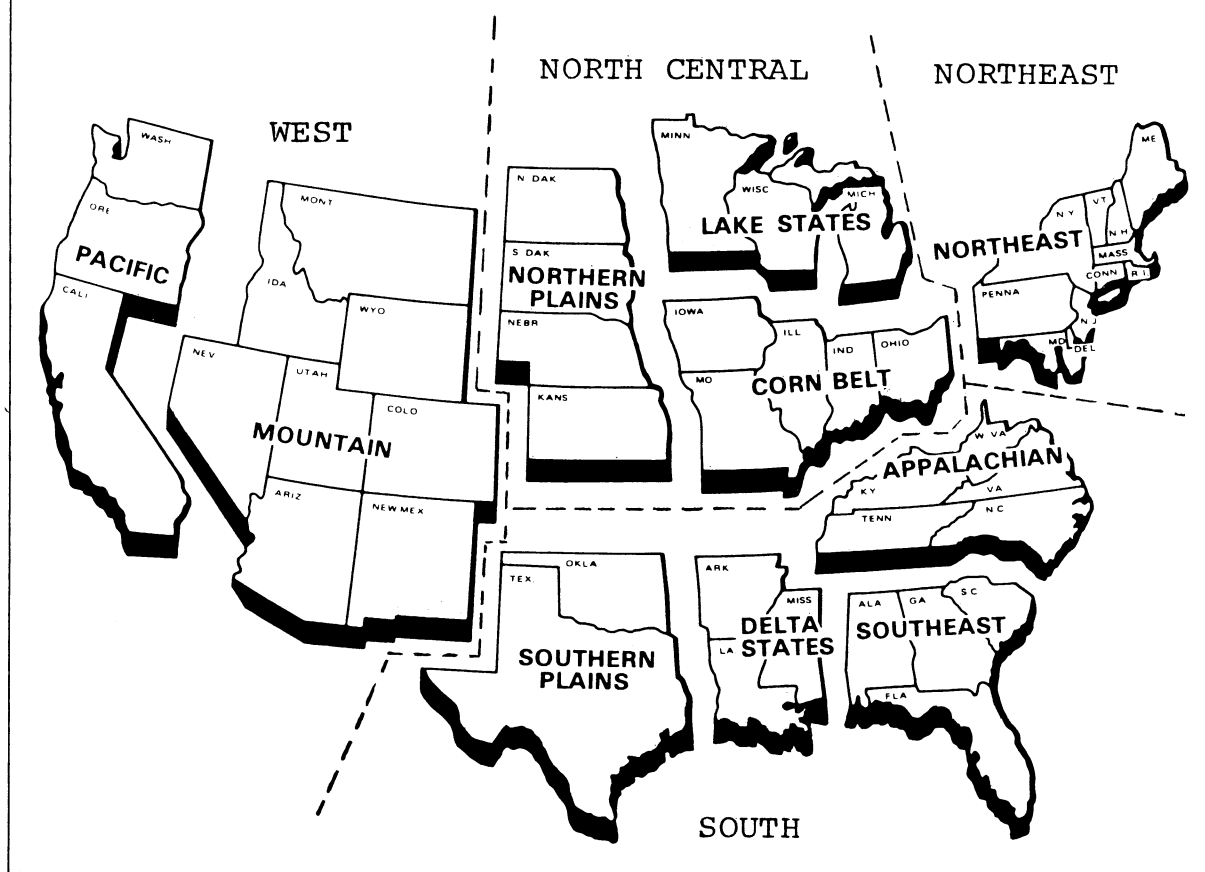 NORTH CENTRAL
NORTHEAST
WEST
WASH
ORE
PACIFIC
CALI
MONT
IDA
WYO
NEV
UTAH
COLO
MOUNTAIN
ARIZ
NEW MEX
N DAK
S DAK
NORTHERN
PLAINS
NEBR
KANS
MINN
WISC
MICH
LAKE STATES
IOWA
ILL
IND
OHIO
MO
CORN BELT
ME
VT
NY
NH
NORTHEAST
MASS
CONN
R I
PENNA
N J
MD
DEL
W VA
APPALACHIAN
KY
VA
TENN
N C
OKLA
TEX.
SOUTHERN
PLAINS
ARK
MISS
DELTA
STATES
LA
ALA
GA
S C
SOUTHEAST
FLA
SOUTH